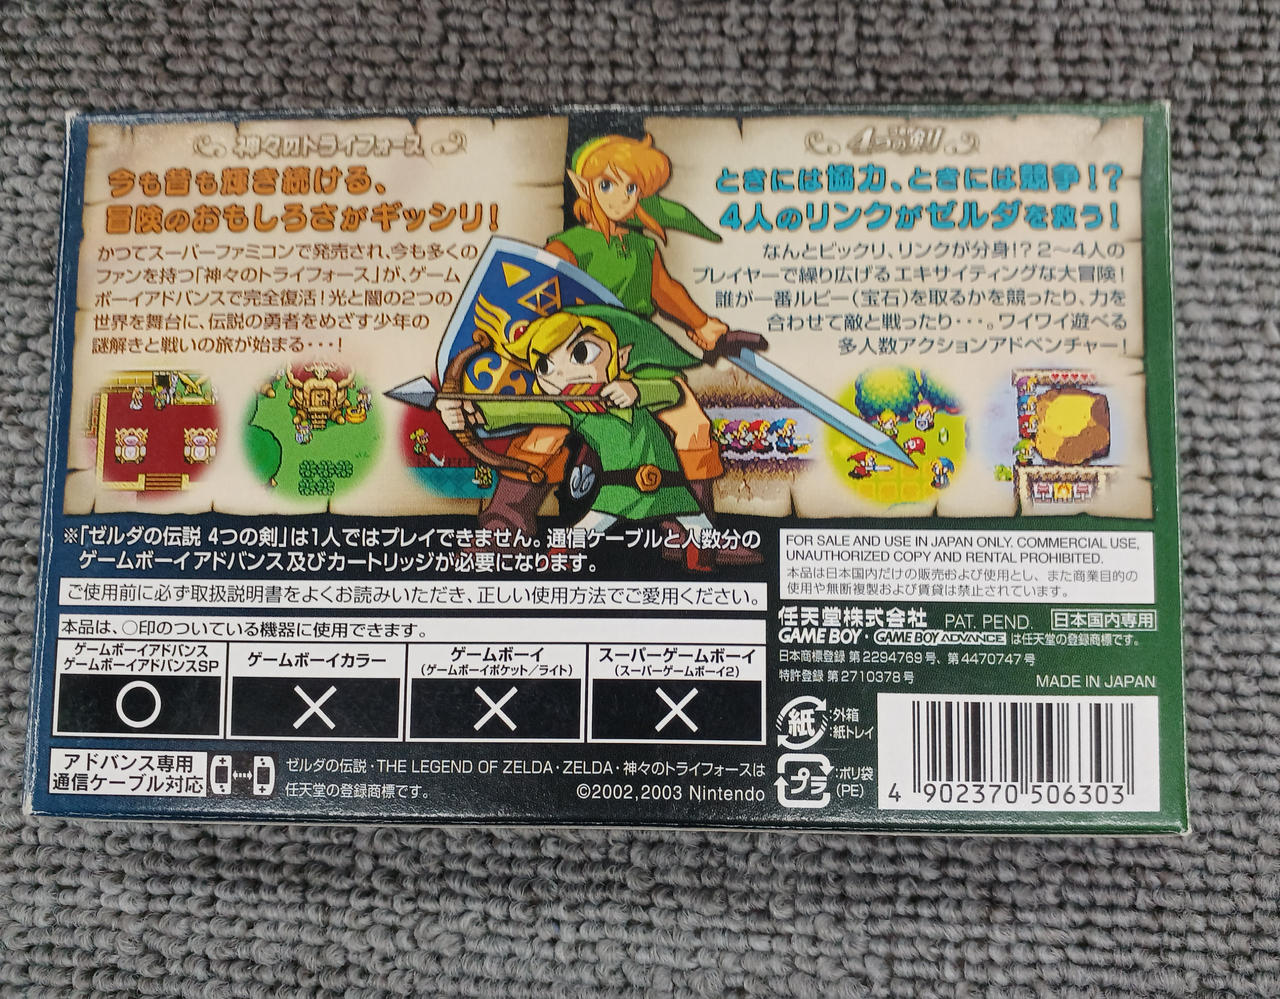 神々のトライフォース
今も昔も輝き続ける、
冒険のおもしろさがギッシリ!
かつてスーパーファミコンで発売され、今も多くの
ファンを持つ「神々のトライフォース」が、ゲーム
ボーイアドバンスで完全復活!光と闇の2つの
世界を舞台に、伝説の勇者をめざす少年の
謎解きと戦いの旅が始まる・・・!
4つの剣
ときには協力、ときには競争!?
4人のリンクがゼルダを救う!
なんとビックリ、リンクが分身!?2〜4人の
プレイヤーで繰り広げるエキサイティングな大冒険!
誰が一番ルピー(宝石)を取るかを競ったり、力を
合わせて敵と戦ったり・・・。ワイワイ遊べる
多人数アクションアドベンチャー!
※「ゼルダの伝説 4つの剣」は1人ではプレイできません。通信ケーブルと人数分の
ゲームボーイアドバンス及びカートリッジが必要になります。
ご使用前に必ず取扱説明書をよくお読みいただき、正しい使用方法でご愛用ください。
本品は、○印のついている機器に使用できます。
ゲームボーイアドバンス
ゲームボーイアドバンスSP
○
ゲームボーイカラー
×
ゲームボーイ
(ゲームボーイポケット/ライト)
×
スーパーゲームボーイ
(スーパーゲームボーイ2)
×
アドバンス専用
通信ケーブル対応
ゼルダの伝説・THE LEGEND OF ZELDA・ZELDA・神々のトライフォースは
任天堂の登録商標です。
©2002,2003 Nintendo
FOR SALE AND USE IN JAPAN ONLY. COMMERCIAL USE,
UNAUTHORIZED COPY AND RENTAL PROHIBITED.
本品は日本国内だけの販売および使用とし、また商業目的の
使用や無断複製および賃貸は禁止されています。
任天堂株式会社 PAT. PEND. 日本国内専用
GAME BOY・GAME BOY ADVANCE は任天堂の登録商標です。
日本商標登録 第2294769号、第4470747号
特許登録 第2710378号
MADE IN JAPAN
紙 :外箱
:紙トレイ
プラ :ポリ袋
(PE)
4 902370 506303